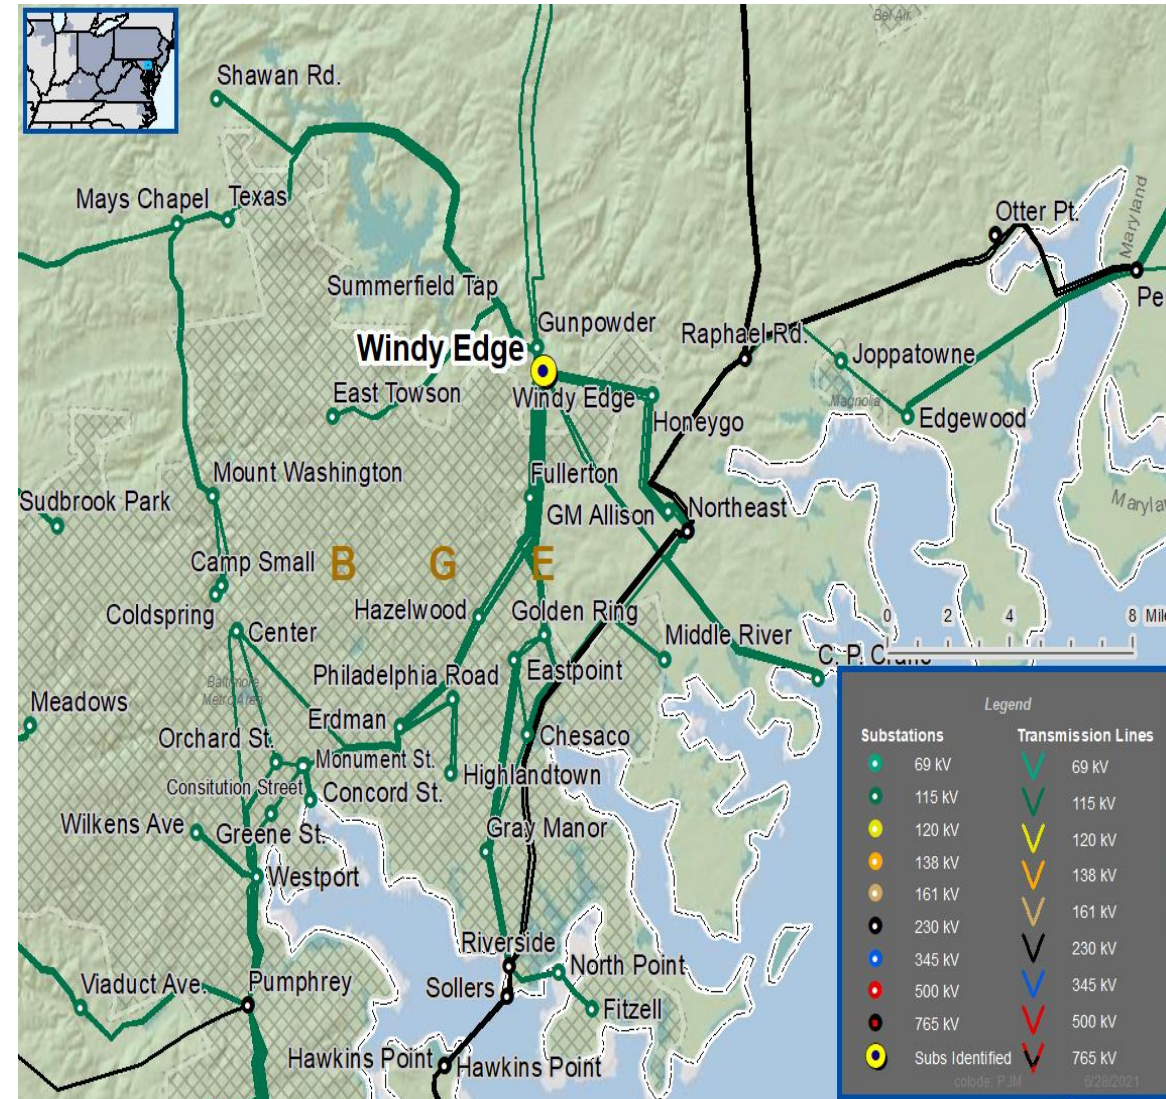 Bel Air
Shawan Rd.
Mays Chapel
Texas
Otter Pt.
Maryland
Summerfield Tap
Gunpowder
Pe
Windy Edge
Raphael Rd.
Joppatowne
East Towson
Windy Edge
Magnolia
Honeygo
Edgewood
Mount Washington
Fullerton
Sudbrook Park
GM Allison
Northeast
Maryla
Camp Small
B G E
Coldspring
Hazelwood
Golden Ring
0 2 4 8 Mile
Center
Middle River
C. P. Crane
Philadelphia Road
Eastpoint
Baltimore
Metro Area
Meadows
Erdman
Orchard St.
Monument St.
Chesaco
Consitution Street
Concord St.
Highlandtown
Wilkens Ave
Greene St.
Gray Manor
Westport
Riverside
North Point
Viaduct Ave.
Pumphrey
Sollers
Fitzell
Hawkins Point
Hawkins Point
Legend
Substations
Transmission Lines
69 kV
69 kV
115 kV
115 kV
120 kV
120 kV
138 kV
138 kV
161 kV
161 kV
230 kV
230 kV
345 kV
345 kV
500 kV
500 kV
765 kV
765 kV
Subs Identified
colode: PJM
6/28/2021